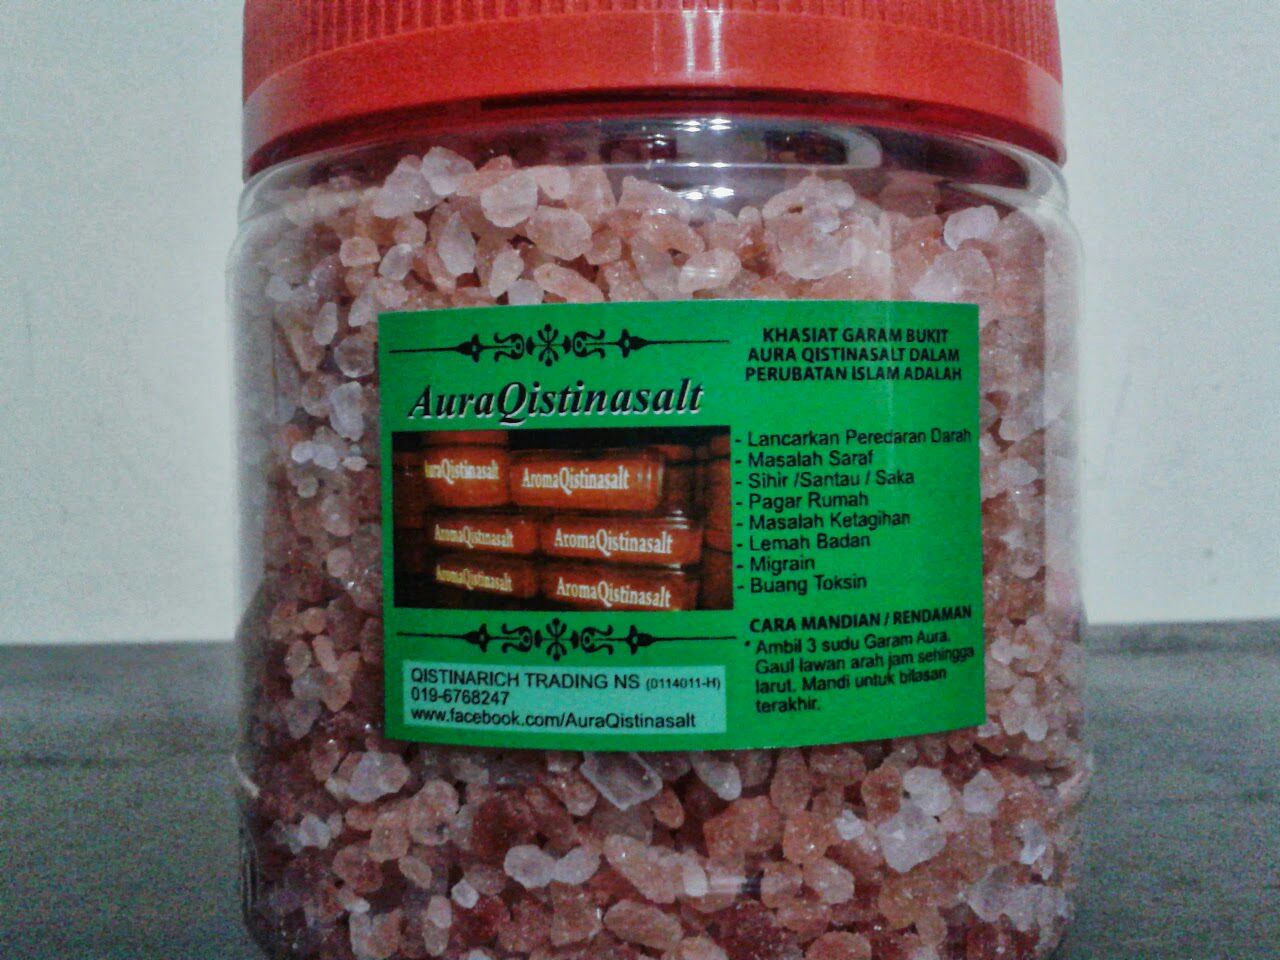 AuraQistinasalt
AuraQistinasalt
AromaQistinasalt
AromaQistinasalt
AromaQistinasalt
AromaQistinasalt
AromaQistinasalt
QISTINARICH TRADING NS (0114011-H)
019-6768247
www.facebook.com/AuraQistinasalt
KHASIAT GARAM BUKIT
AURA QISTINASALT DALAM
PERUBATAN ISLAM ADALAH
- Lancarkan Peredaran Darah
- Masalah Saraf
- Sihir /Santau / Saka
- Pagar Rumah
- Masalah Ketagihan
- Lemah Badan
- Migrain
- Buang Toksin
CARA MANDIAN / RENDAMAN
* Ambil 3 sudu Garam Aura.
Gaul lawan arah jam sehingga
larut. Mandi untuk bilasan
terakhir.